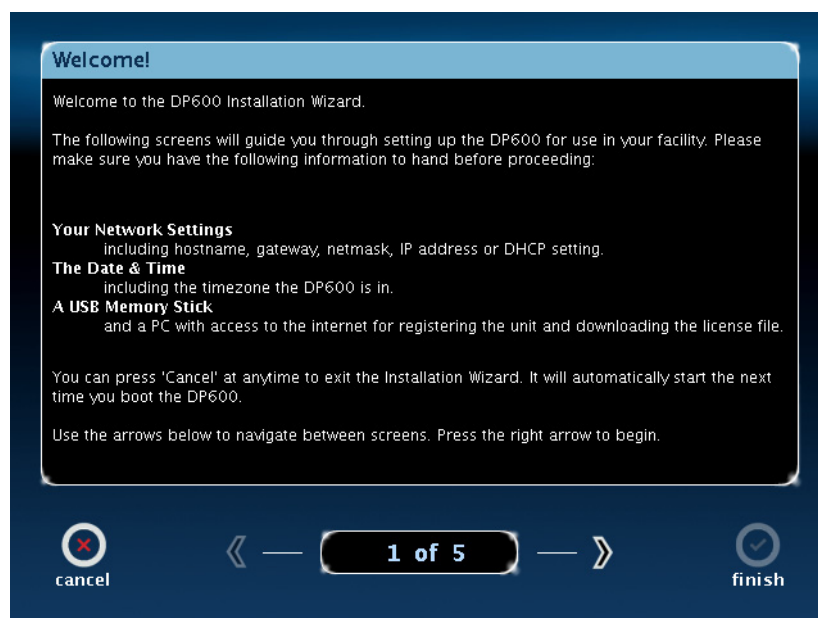 Welcome!
Welcome to the DP600 Installation Wizard.
The following screens will guide you through setting up the DP600 for use in your facility. Please
make sure you have the following information to hand before proceeding:
Your Network Settings
including hostname, gateway, netmask, IP address or DHCP setting.
The Date & Time
including the timezone the DP600 is in.
A USB Memory Stick
and a PC with access to the internet for registering the unit and downloading the license file.
You can press 'Cancel' at anytime to exit the Installation Wizard. It will automatically start the next
time you boot the DP600.
Use the arrows below to navigate between screens. Press the right arrow to begin.
1 of 5
cancel
finish